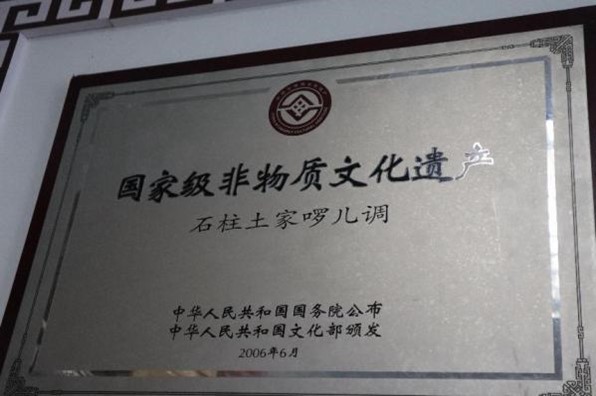 国家级非物质文化遗产
石柱土家啰儿调
中华人民共和国国务院公布
中华人民共和国文化部颁发
2006年6月